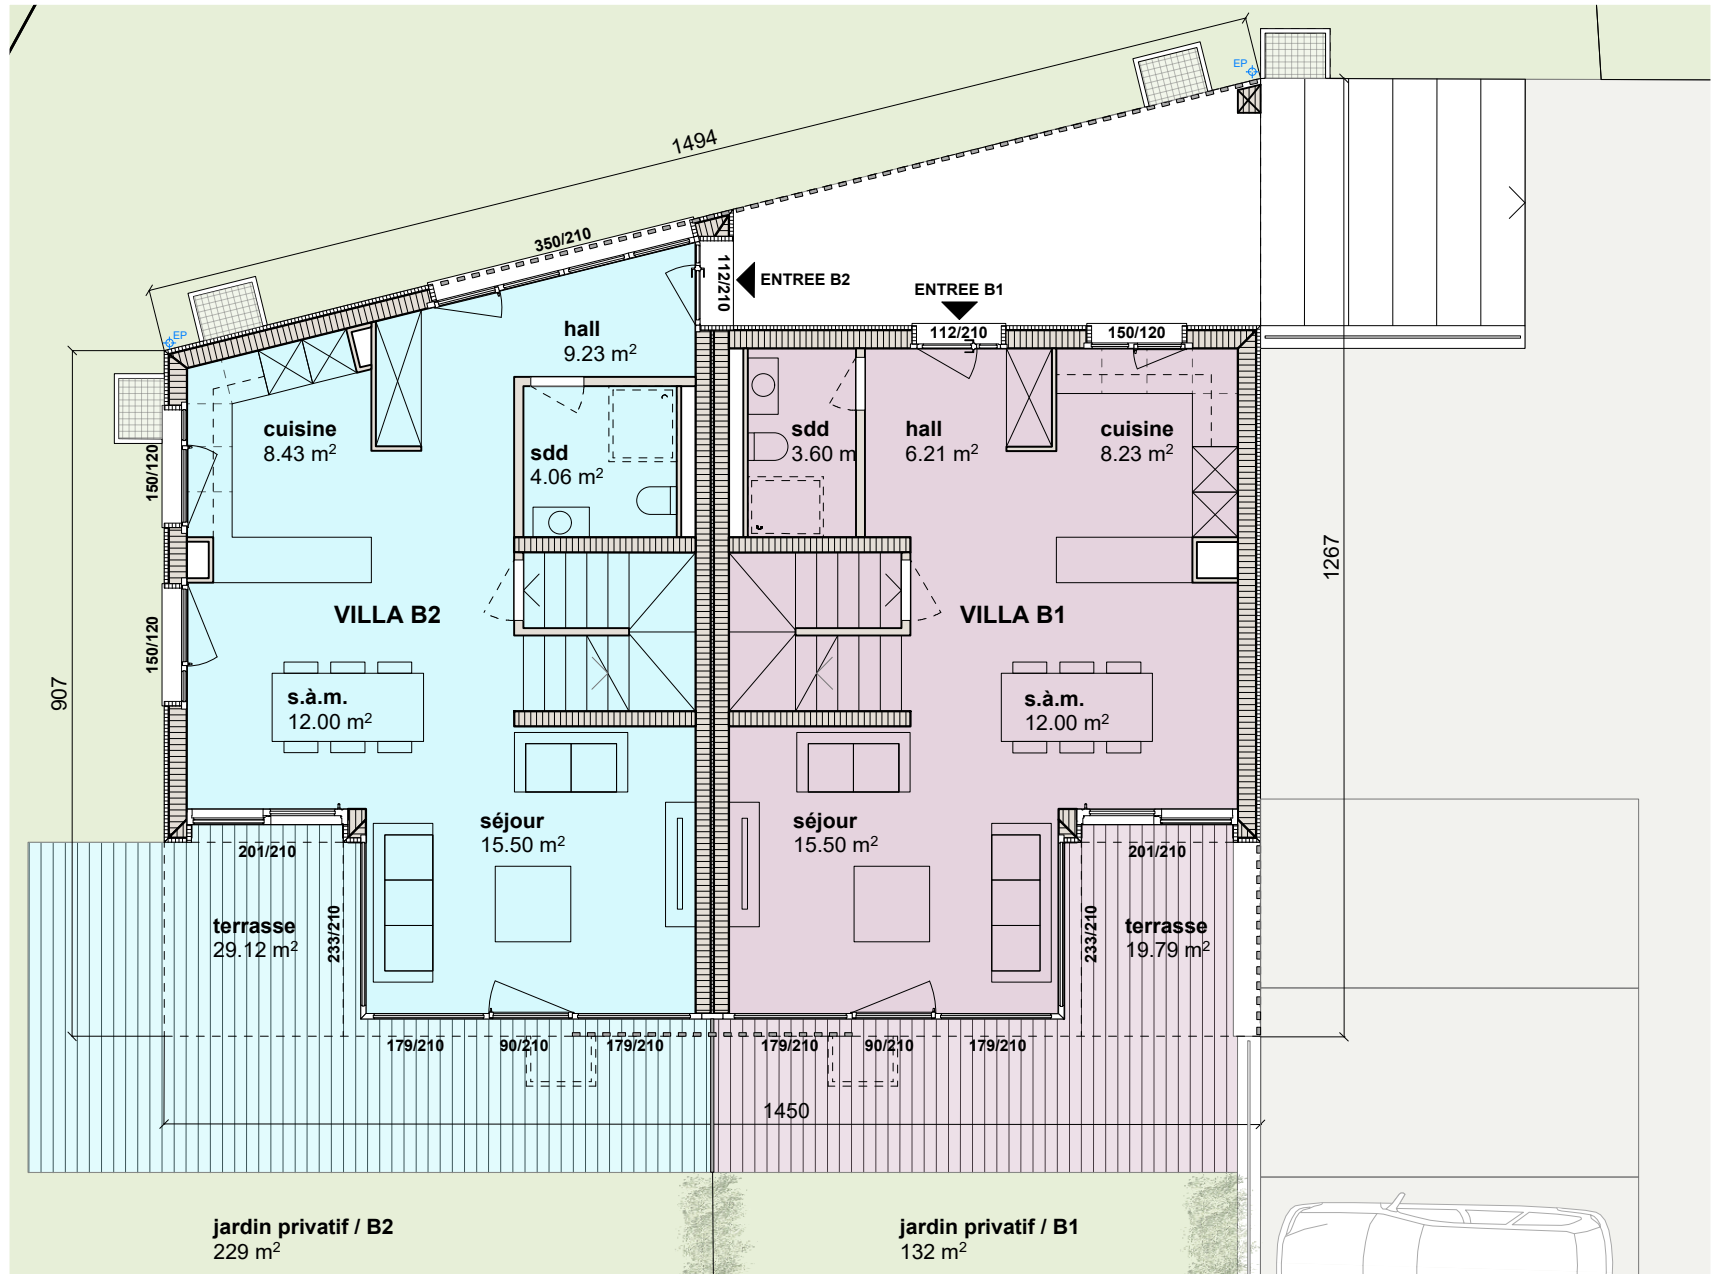 EP
1494
350/210
112/210
ENTREE B2
ENTREE B1
112/210
150/120
EP
hall
9.23 m²
cuisine
8.43 m²
sdd
4.06 m²
sdd
3.60 m
hall
6.21 m²
cuisine
8.23 m²
150/120
150/120
1267
907
VILLA B2
VILLA B1
s.à.m.
12.00 m²
s.à.m.
12.00 m²
séjour
15.50 m²
séjour
15.50 m²
201/210
201/210
terrasse
29.12 m²
233/210
233/210
terrasse
19.79 m²
179/210
90/210
179/210
179/210
90/210
179/210
1450
jardin privatif / B2
229 m²
jardin privatif / B1
132 m²